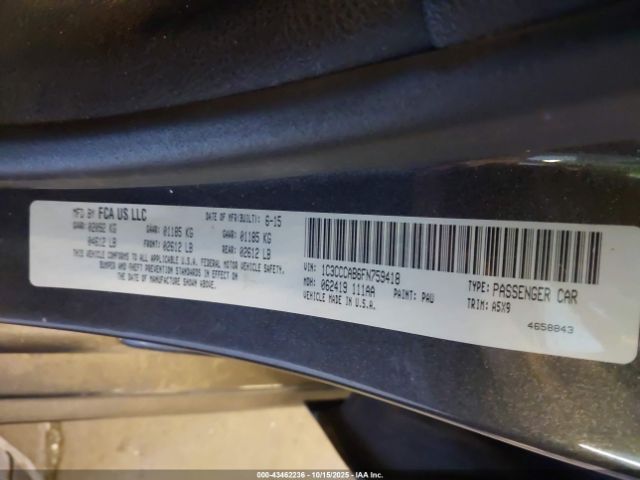 MFD BY FCA US LLC DATE OF MFR(BUILT): 6-15
GVWR: 02092 KG GAWR: 01185 KG GAWR: 01185 KG
04612 LB FRONT: 02612 LB REAR: 02612 LB
THIS VEHICLE CONFORMS TO ALL APPLICABLE U.S.A. FEDERAL MOTOR VEHICLE SAFETY,
BUMPER AND THEFT PREVENTION STANDARDS IN EFFECT ON THE
DATE OF MANUFACTURE SHOWN ABOVE.
VIN: 1C3CCCAB6FN759418 TYPE: PASSENGER CAR
MDH: 062419 111AA PAINT: PAU TRIM: A5X9
VEHICLE MADE IN U.S.A.
4658843
000-43462236 - 10/15/2025 - IAA Inc.